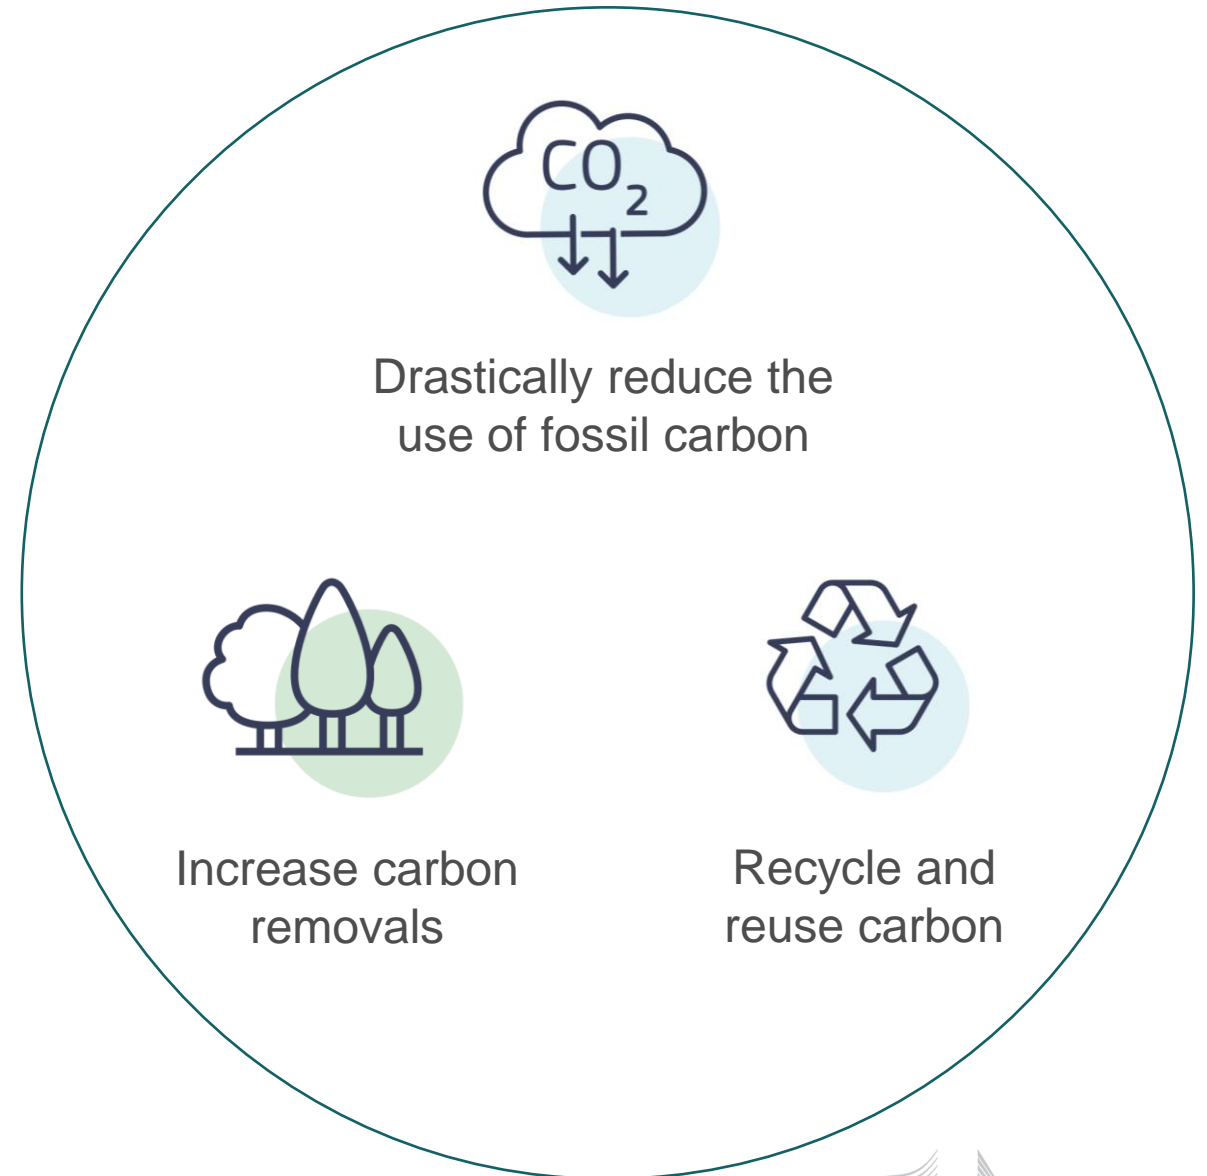 CO2
Drastically reduce the
use of fossil carbon
Increase carbon
removals
Recycle and
reuse carbon